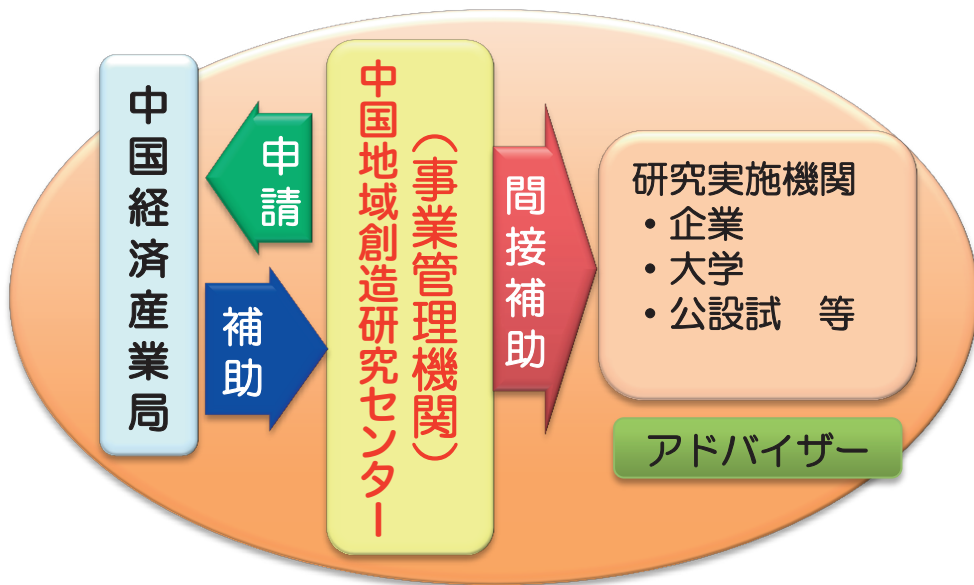 中国経済産業局
申請
補助
中国地域創造研究センター
（事業管理機関）
間接補助
研究実施機関
・企業
・大学
・公設試　等
アドバイザー